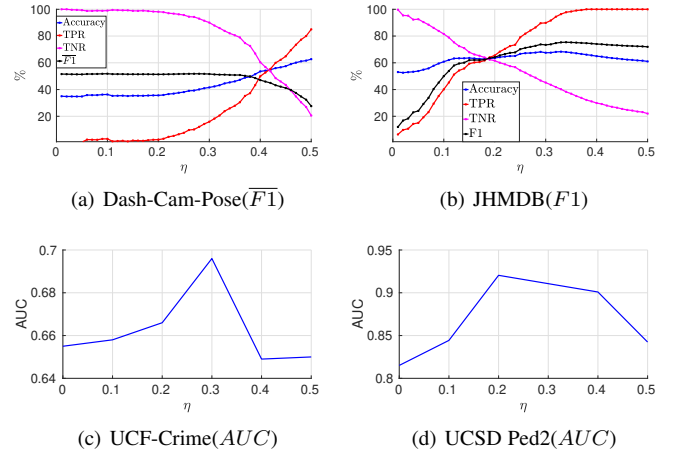 100
80
60
40
20
%
Accuracy
TPR
TNR
$\overline{F1}$
0 0.1 0.2 0.3 0.4 0.5
η
(a) Dash-Cam-Pose($\overline{F1}$)
100
80
60
40
20
%
Accuracy
TPR
TNR
F1
0 0.1 0.2 0.3 0.4 0.5
η
(b) JHMDB(F1)
0.7
0.68
0.66
0.64
AUC
0 0.1 0.2 0.3 0.4 0.5
η
(c) UCF-Crime(AUC)
0.95
0.9
0.85
0.8
AUC
0 0.1 0.2 0.3 0.4 0.5
η
(d) UCSD Ped2(AUC)